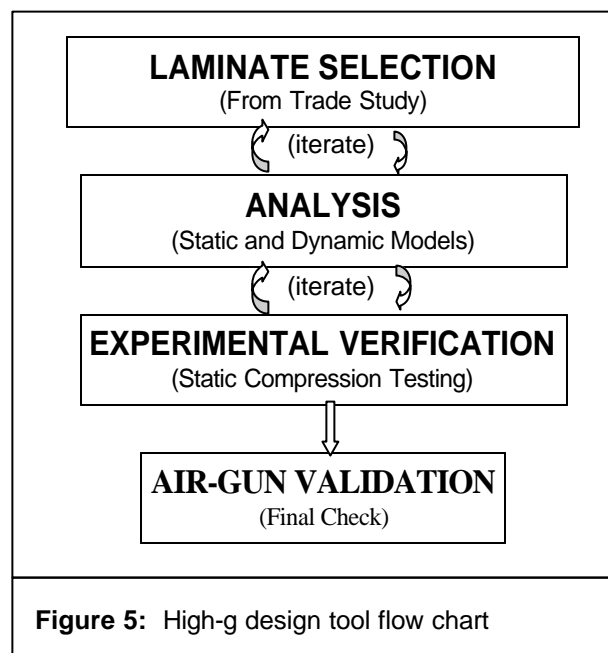 LAMINATE SELECTION
(From Trade Study)
(iterate)
ANALYSIS
(Static and Dynamic Models)
(iterate)
EXPERIMENTAL VERIFICATION
(Static Compression Testing)
AIR-GUN VALIDATION
(Final Check)
Figure 5: High-g design tool flow chart